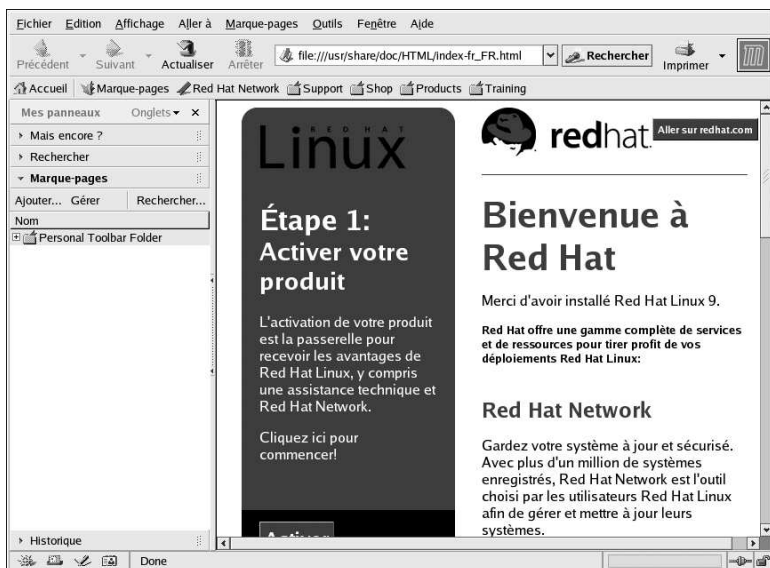 Fichier Edition Affichage Aller à Marque-pages Outils Fenêtre Aide
Précédent Suivant Actualiser Arrêter file:///usr/share/doc/HTML/index-fr_FR.html Rechercher Imprimer
Accueil Marque-pages Red Hat Network Support Shop Products Training
Mes panneaux Onglets
Mais encore ?
Rechercher
Marque-pages
Ajouter... Gérer Rechercher...
Nom
Personal Toolbar Folder
Historique
REDHAT
Linux
Étape 1:
Activer votre
produit
L'activation de votre produit
est la passerelle pour
recevoir les avantages de
Red Hat Linux, y compris
une assistance technique et
Red Hat Network.
Cliquez ici pour
commencer!
Activer
redhat.
Aller sur redhat.com
Bienvenue à
Red Hat
Merci d'avoir installé Red Hat Linux 9.
Red Hat offre une gamme complète de services
et de ressources pour tirer profit de vos
déploiements Red Hat Linux:
Red Hat Network
Gardez votre système à jour et sécurisé.
Avec plus d'un million de systèmes
enregistrés, Red Hat Network est l'outil
choisi par les utilisateurs Red Hat Linux
afin de gérer et mettre à jour leurs
systèmes.
Done